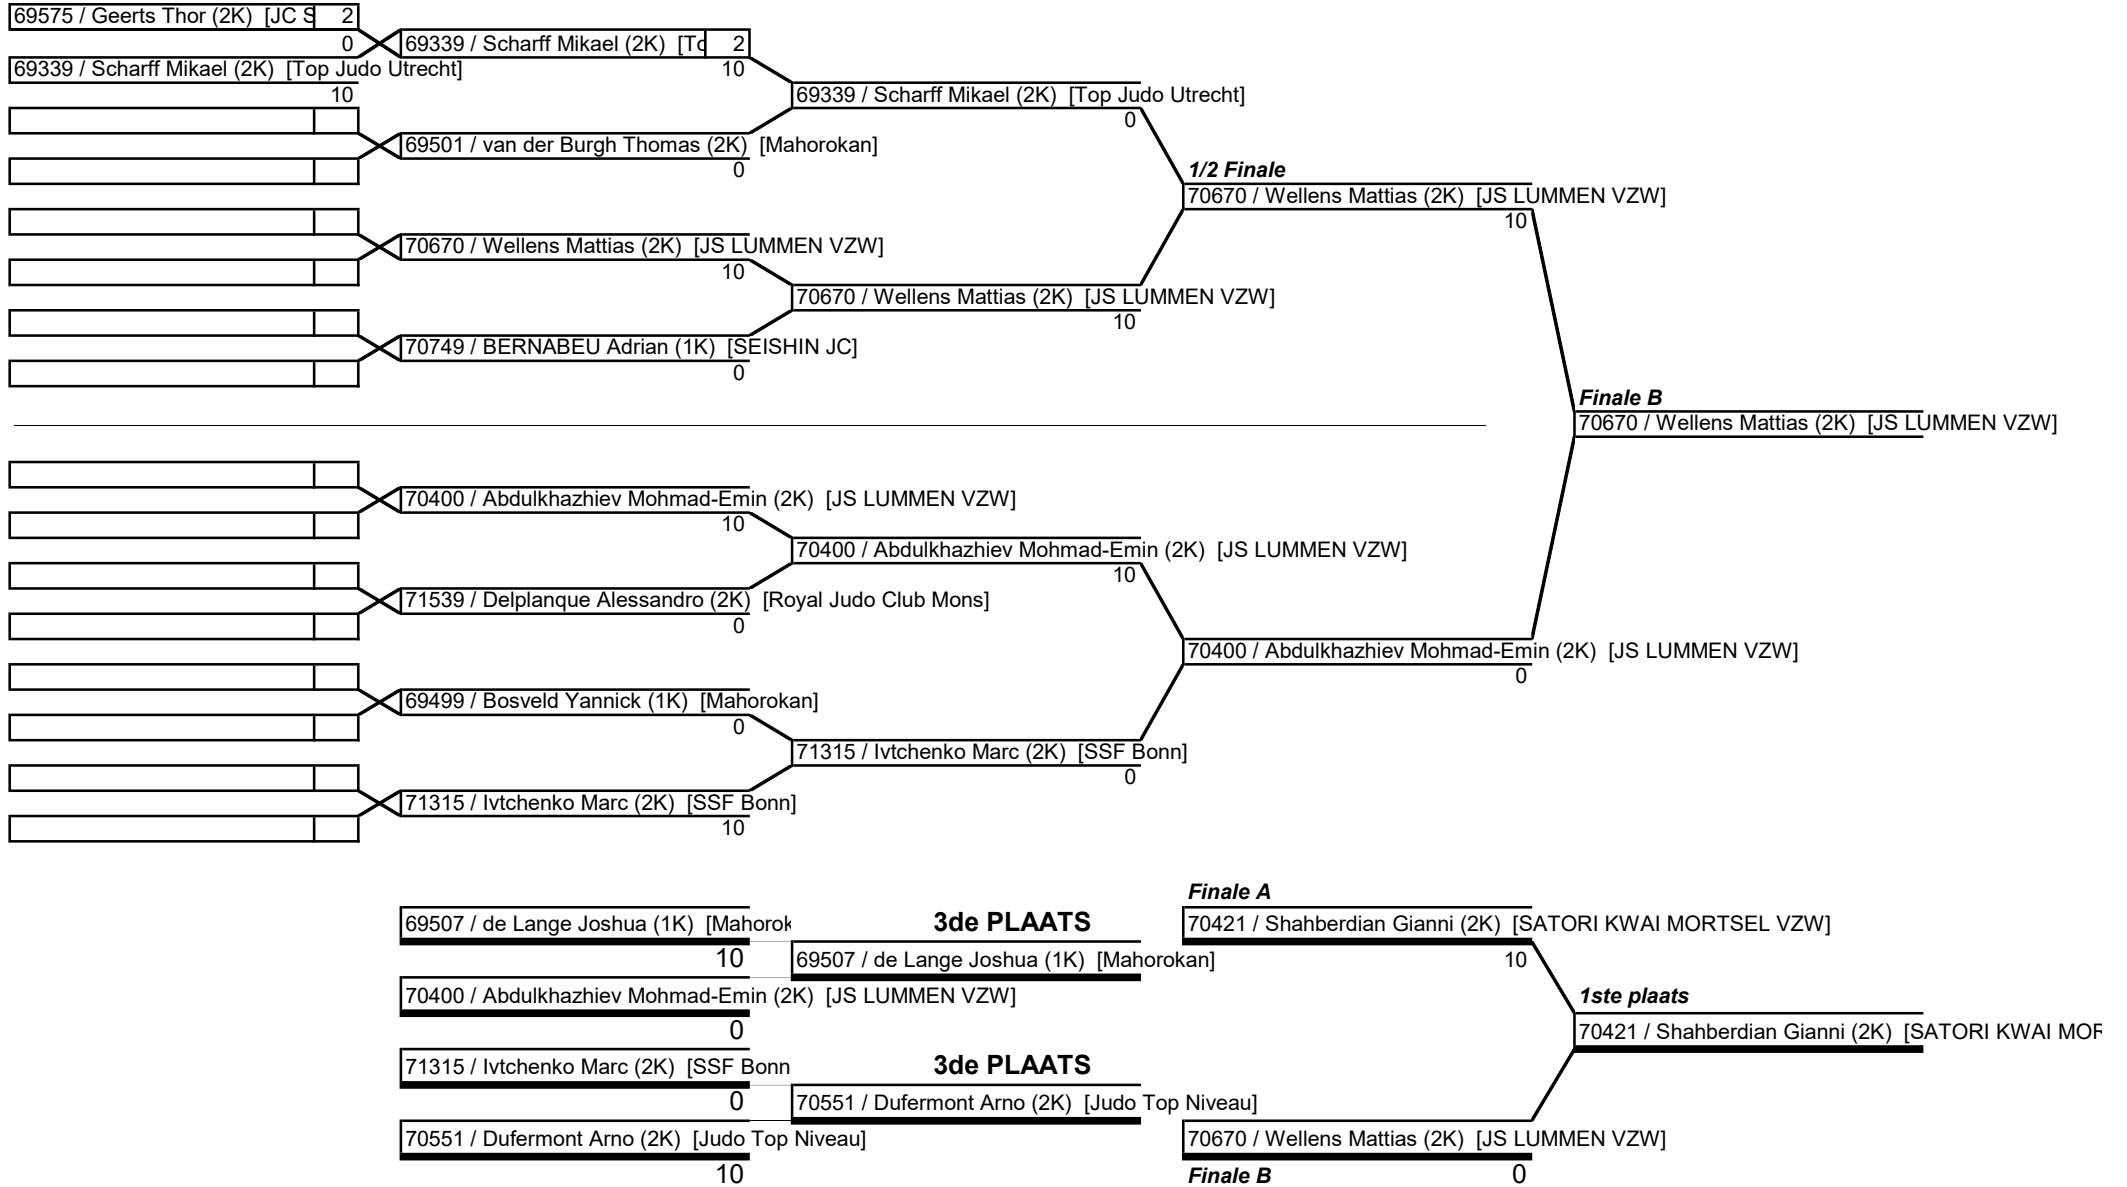 69575 / Geerts Thor (2K)  [JC S 2
0
69339 / Scharff Mikael (2K)  [To 2
69339 / Scharff Mikael (2K)  [Top Judo Utrecht]
10
10
69339 / Scharff Mikael (2K)  [Top Judo Utrecht]
0
69501 / van der Burgh Thomas (2K)  [Mahorokan]
0
1/2 Finale
70670 / Wellens Mattias (2K)  [JS LUMMEN VZW]
10
70670 / Wellens Mattias (2K)  [JS LUMMEN VZW]
10
70670 / Wellens Mattias (2K)  [JS LUMMEN VZW]
10
70749 / BERNABEU Adrian (1K)  [SEISHIN JC]
0
Finale B
70670 / Wellens Mattias (2K)  [JS LUMMEN VZW]
70400 / Abdulkhazhiev Mohmad-Emin (2K)  [JS LUMMEN VZW]
10
70400 / Abdulkhazhiev Mohmad-Emin (2K)  [JS LUMMEN VZW]
10
71539 / Delplanque Alessandro (2K)  [Royal Judo Club Mons]
0
70400 / Abdulkhazhiev Mohmad-Emin (2K)  [JS LUMMEN VZW]
0
69499 / Bosveld Yannick (1K)  [Mahorokan]
0
71315 / Ivtchenko Marc (2K)  [SSF Bonn]
0
71315 / Ivtchenko Marc (2K)  [SSF Bonn]
10
Finale A
69507 / de Lange Joshua (1K)  [Mahorok
10
3de PLAATS
69507 / de Lange Joshua (1K)  [Mahorokan]
70421 / Shahberdian Gianni (2K)  [SATORI KWAI MORTSEL VZW]
10
70400 / Abdulkhazhiev Mohmad-Emin (2K)  [JS LUMMEN VZW]
0
1ste plaats
70421 / Shahberdian Gianni (2K)  [SATORI KWAI MOR
71315 / Ivtchenko Marc (2K)  [SSF Bonn
0
3de PLAATS
70551 / Dufermont Arno (2K)  [Judo Top Niveau]
70551 / Dufermont Arno (2K)  [Judo Top Niveau]
10
70670 / Wellens Mattias (2K)  [JS LUMMEN VZW]
Finale B 0